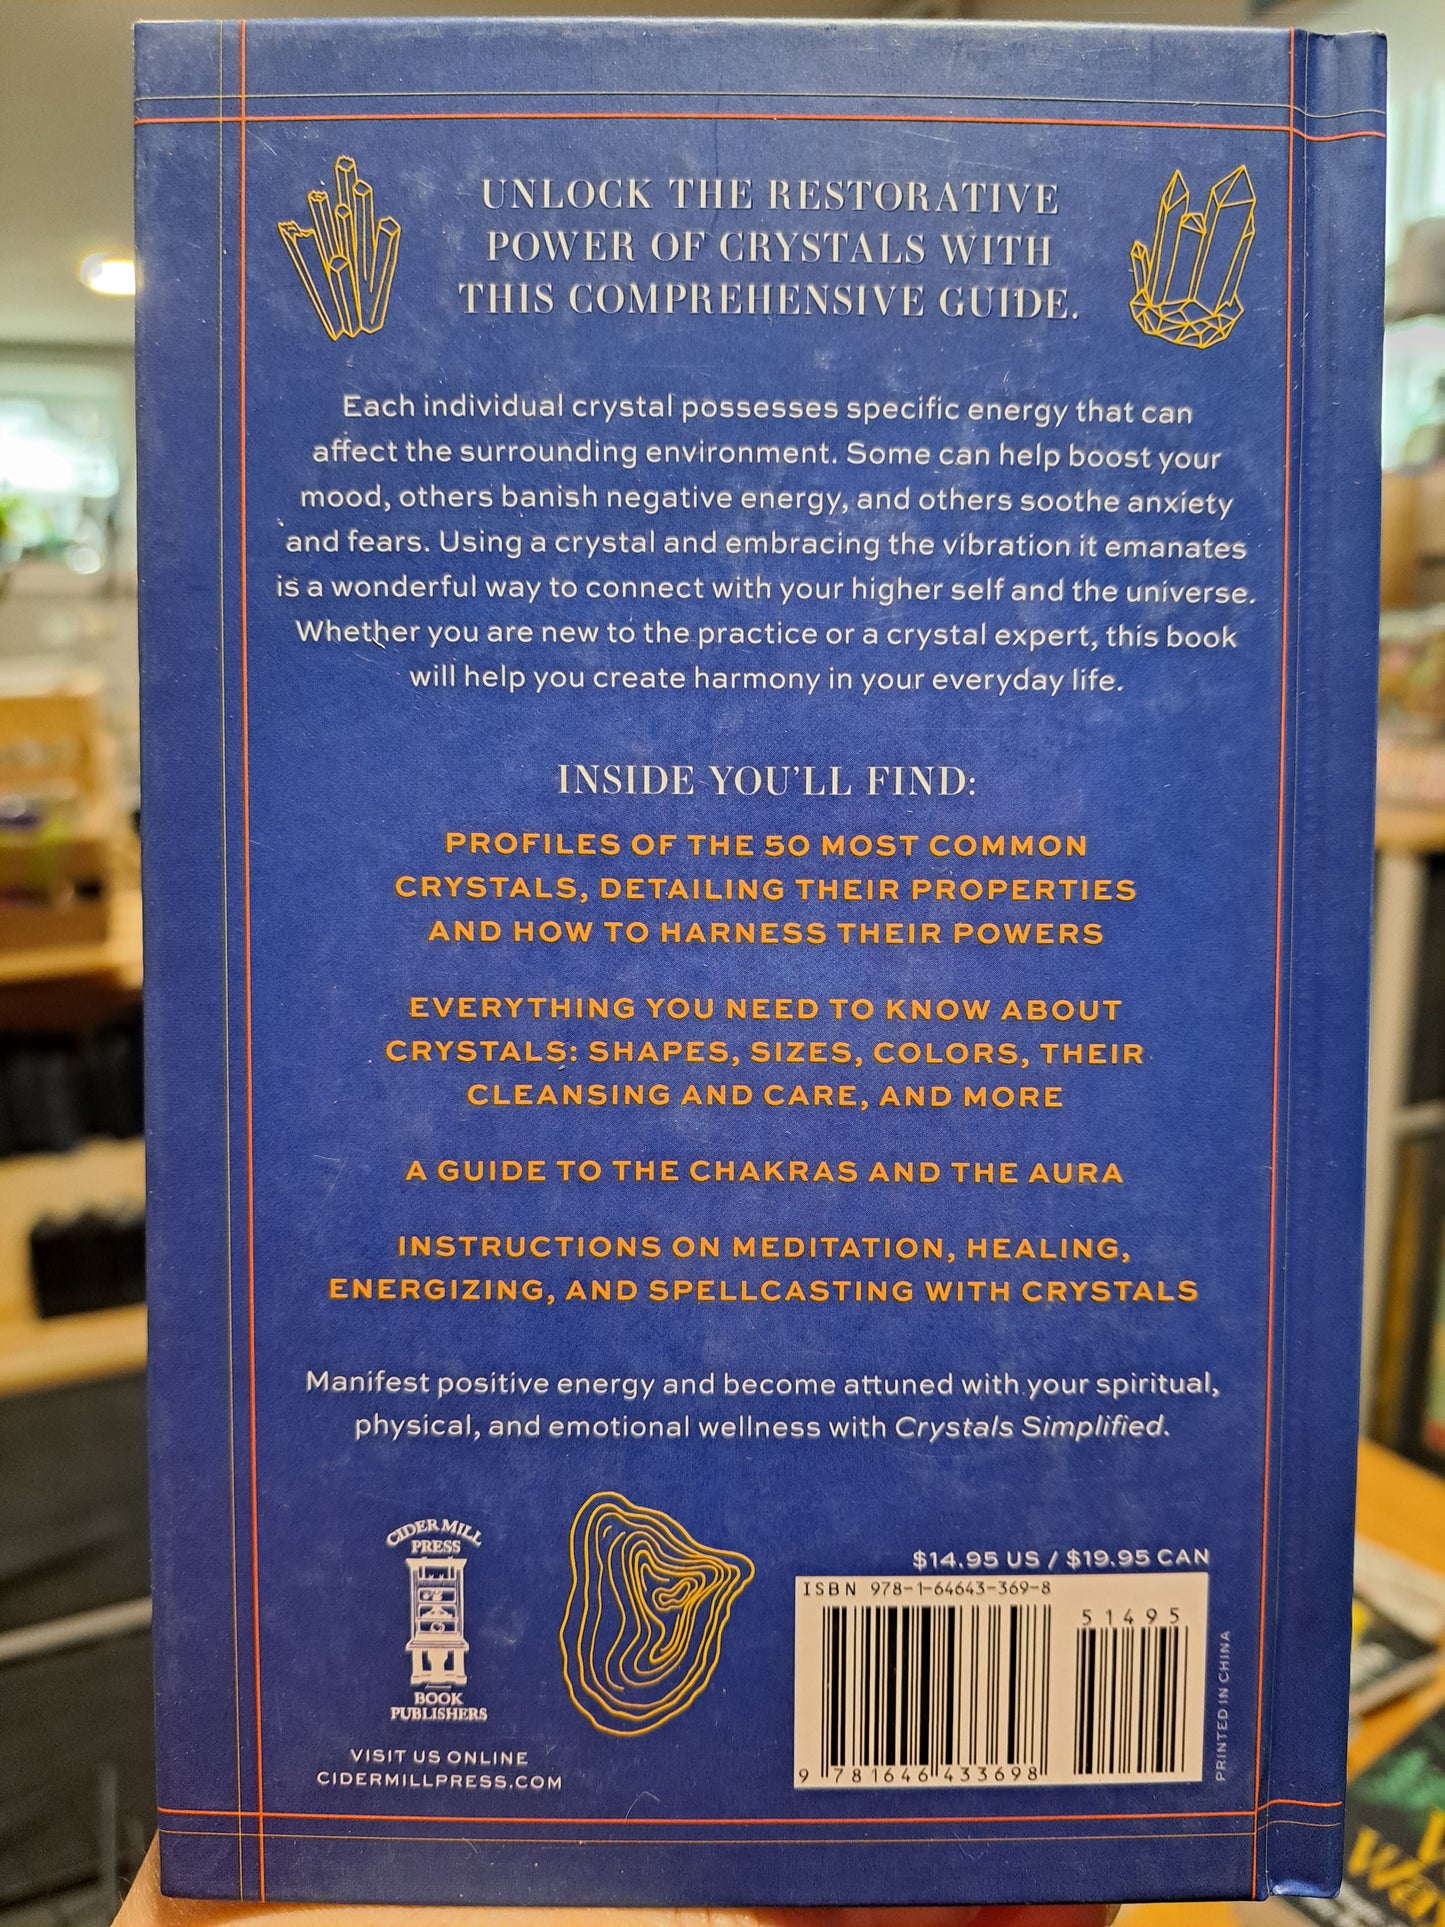 UNLOCK THE RESTORATIVE
POWER OF CRYSTALS WITH
THIS COMPREHENSIVE GUIDE.
Each individual crystal possesses specific energy that can
affect the surrounding environment. Some can help boost your
mood, others banish negative energy, and others soothe anxiety
and fears. Using a crystal and embracing the vibration it emanates
is a wonderful way to connect with your higher self and the universe.
Whether you are new to the practice or a crystal expert, this book
will help you create harmony in your everyday life.
INSIDE YOU'LL FIND:
PROFILES OF THE 50 MOST COMMON
CRYSTALS, DETAILING THEIR PROPERTIES
AND HOW TO HARNESS THEIR POWERS
EVERYTHING YOU NEED TO KNOW ABOUT
CRYSTALS: SHAPES, SIZES, COLORS, THEIR
CLEANSING AND CARE, AND MORE
A GUIDE TO THE CHAKRAS AND THE AURA
INSTRUCTIONS ON MEDITATION, HEALING,
ENERGIZING, AND SPELLCASTING WITH CRYSTALS
Manifest positive energy and become attuned with your spiritual,
physical, and emotional wellness with Crystals Simplified.
CIDER MILL
PRESS
BOOK
PUBLISHERS
VISIT US ONLINE
CIDERMILLPRESS.COM
$14.95 US / $19.95 CAN
ISBN 978-1-64643-369-8
51495
9 781646 433698
PRINTED IN CHINA